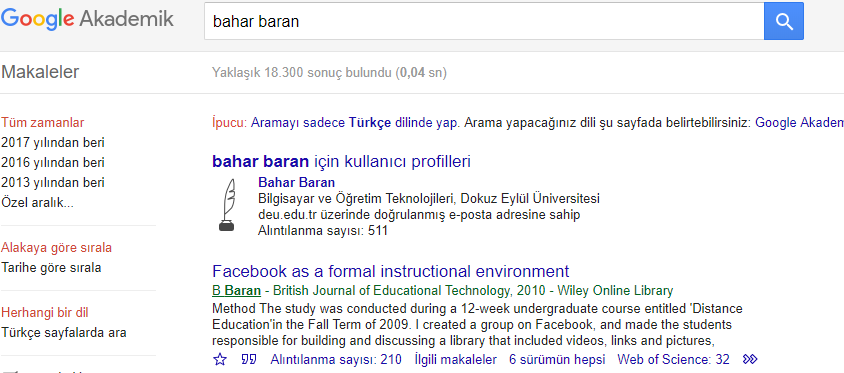 Google Akademik
bahar baran
Makaleler
Yaklaşık 18.300 sonuç bulundu (0,04 sn)
Tüm zamanlar
2017 yılından beri
2016 yılından beri
2013 yılından beri
Özel aralık...
Alakaya göre sırala
Tarihe göre sırala
Herhangi bir dil
Türkçe sayfalarda ara
İpucu: Aramayı sadece Türkçe dilinde yap. Arama yapacağınız dili şu sayfada belirtebilirsiniz: Google Akadem
bahar baran için kullanıcı profilleri
Bahar Baran
Bilgisayar ve Öğretim Teknolojileri, Dokuz Eylül Üniversitesi
deu.edu.tr üzerinde doğrulanmış e-posta adresine sahip
Alıntılanma sayısı: 511
Facebook as a formal instructional environment
B Baran - British Journal of Educational Technology, 2010 - Wiley Online Library
Method The study was conducted during a 12-week undergraduate course entitled 'Distance
Education'in the Fall Term of 2009. I created a group on Facebook, and made the students
responsible for building and discussing a library that included videos, links and pictures,
Alıntılanma sayısı: 210 İlgili makaleler 6 sürümün hepsi Web of Science: 32